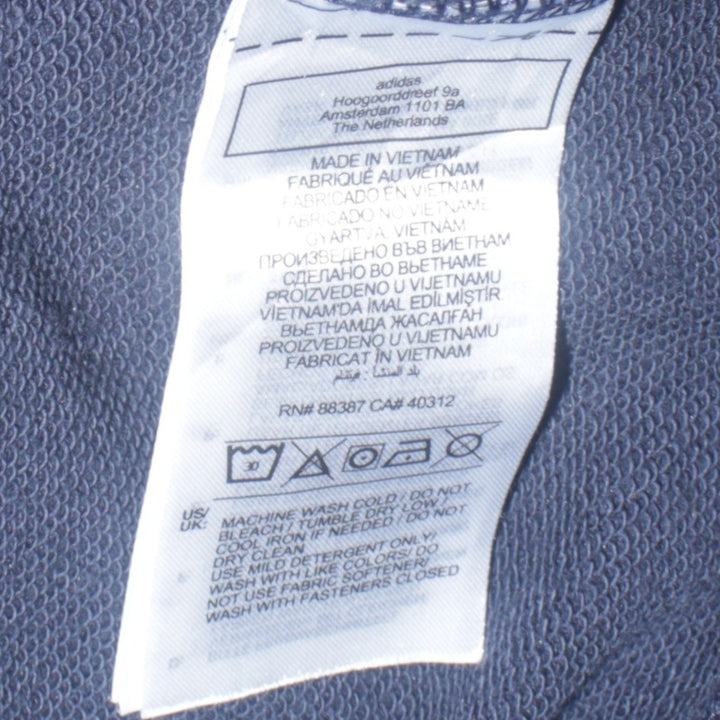 adidas
Hoogoorddreef 9a
Amsterdam 1101 BA
The Netherlands
MADE IN VIETNAM
FABRIQUÉ AU VIETNAM
FABRICADO EN VIETNAM
FABRICADO NO VIETNAME
GYÁRTVA: VIETNAM
ПРОИЗВЕДЕНО ВЪВ ВИЕТНАМ
СДЕЛАНО ВО ВЬЕТНАМЕ
PROIZVEDENO U VIJETNAMU
VIETNAM'DA İMAL EDİLMİŞTİR
ВЬЕТНАМДА ЖАСАЛҒАН
PROIZVEDENO U VIJETNAMU
FABRICAT ÎN VIETNAM
بلد المنشأ : فيتنام
RN# 88387 CA# 40312
30
US/ UK: MACHINE WASH COLD / DO NOT
BLEACH / TUMBLE DRY LOW /
COOL IRON IF NEEDED / DO NOT
DRY CLEAN
USE MILD DETERGENT ONLY/
WASH WITH LIKE COLORS/ DO
NOT USE FABRIC SOFTENER/
WASH WITH FASTENERS CLOSED